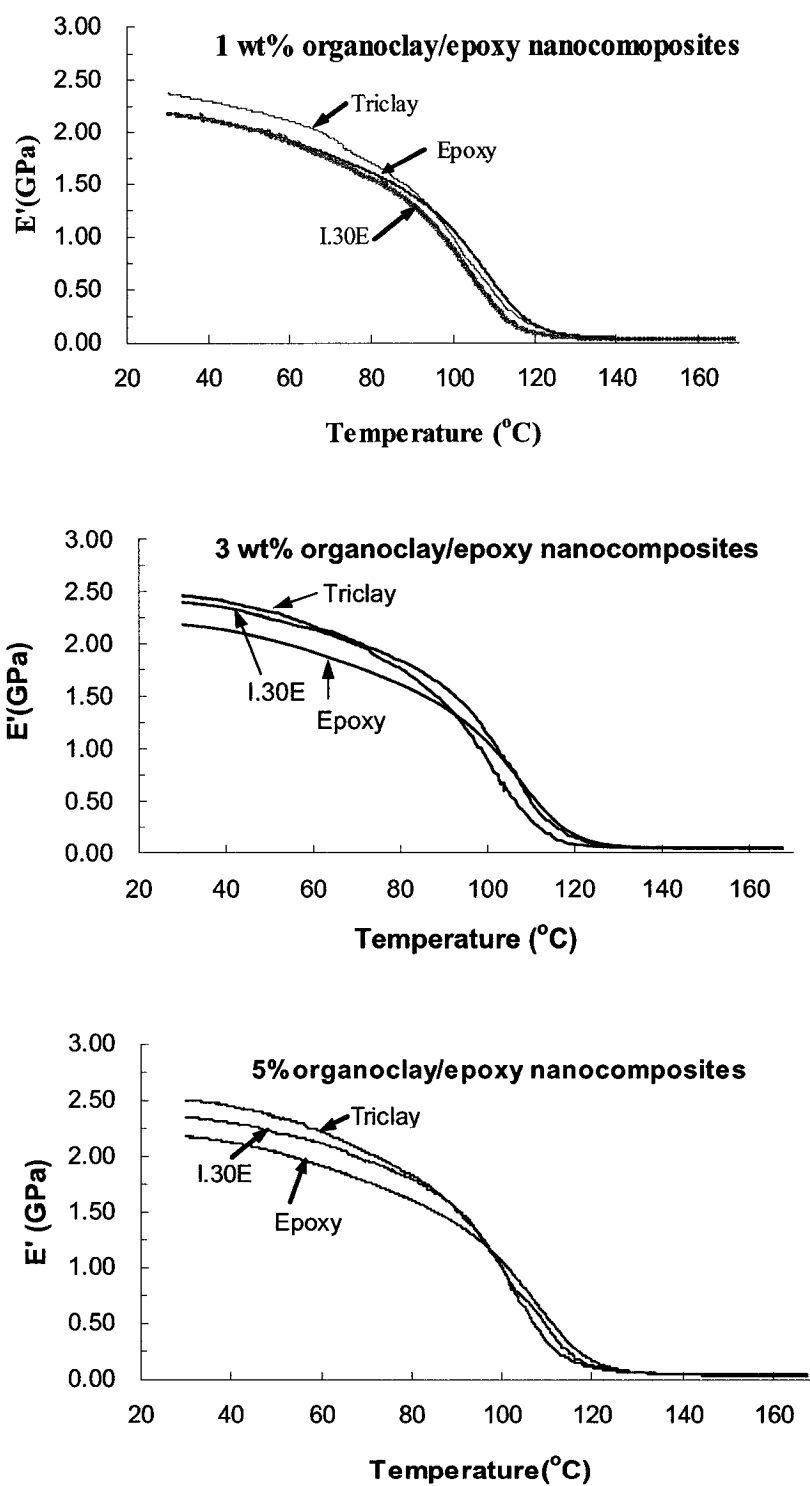 3.00
1 wt% organoclay/epoxy nanocomoposites
2.50
Triclay
2.00
Epoxy
1.50
I.30E
1.00
0.50
0.00
E'(GPa)
20 40 60 80 100 120 140 160
Temperature (°C)
3.00
3 wt% organoclay/epoxy nanocomposites
2.50
Triclay
2.00
I.30E
Epoxy
1.50
1.00
0.50
0.00
E'(GPa)
20 40 60 80 100 120 140 160
Temperature (°C)
3.00
5% organoclay/epoxy nanocomposites
2.50
Triclay
2.00
I.30E
Epoxy
1.50
1.00
0.50
0.00
E' (GPa)
20 40 60 80 100 120 140 160
Temperature(°C)